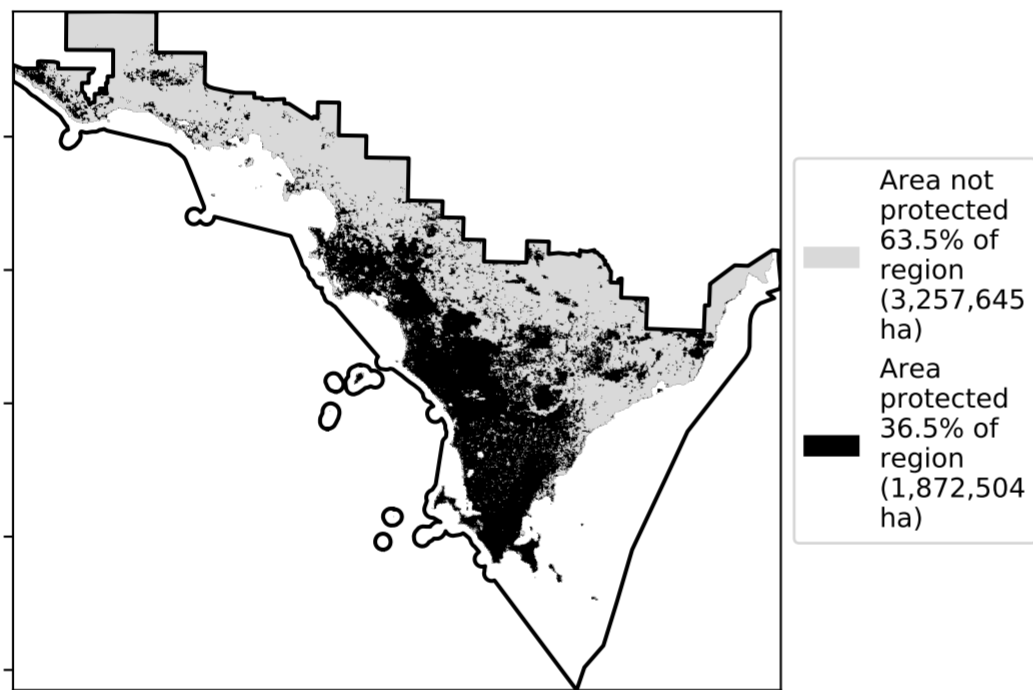 Area not
protected
63.5% of
region
(3,257,645
ha)
Area
protected
36.5% of
region
(1,872,504
ha)